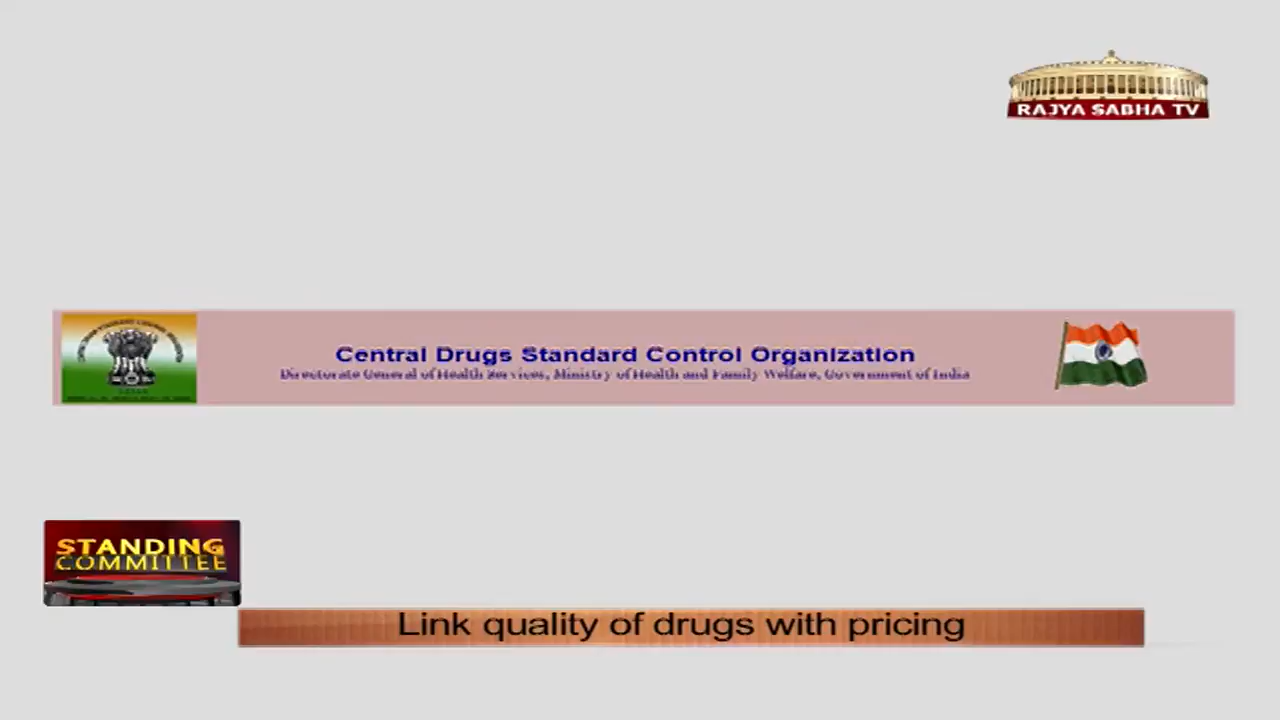 RAJYA SABHA TV
Central Drugs Standard Control Organization
Directorate General of Health Services, Ministry of Health and Family Welfare, Government of India
STANDING
COMMITTEE
Link quality of drugs with pricing